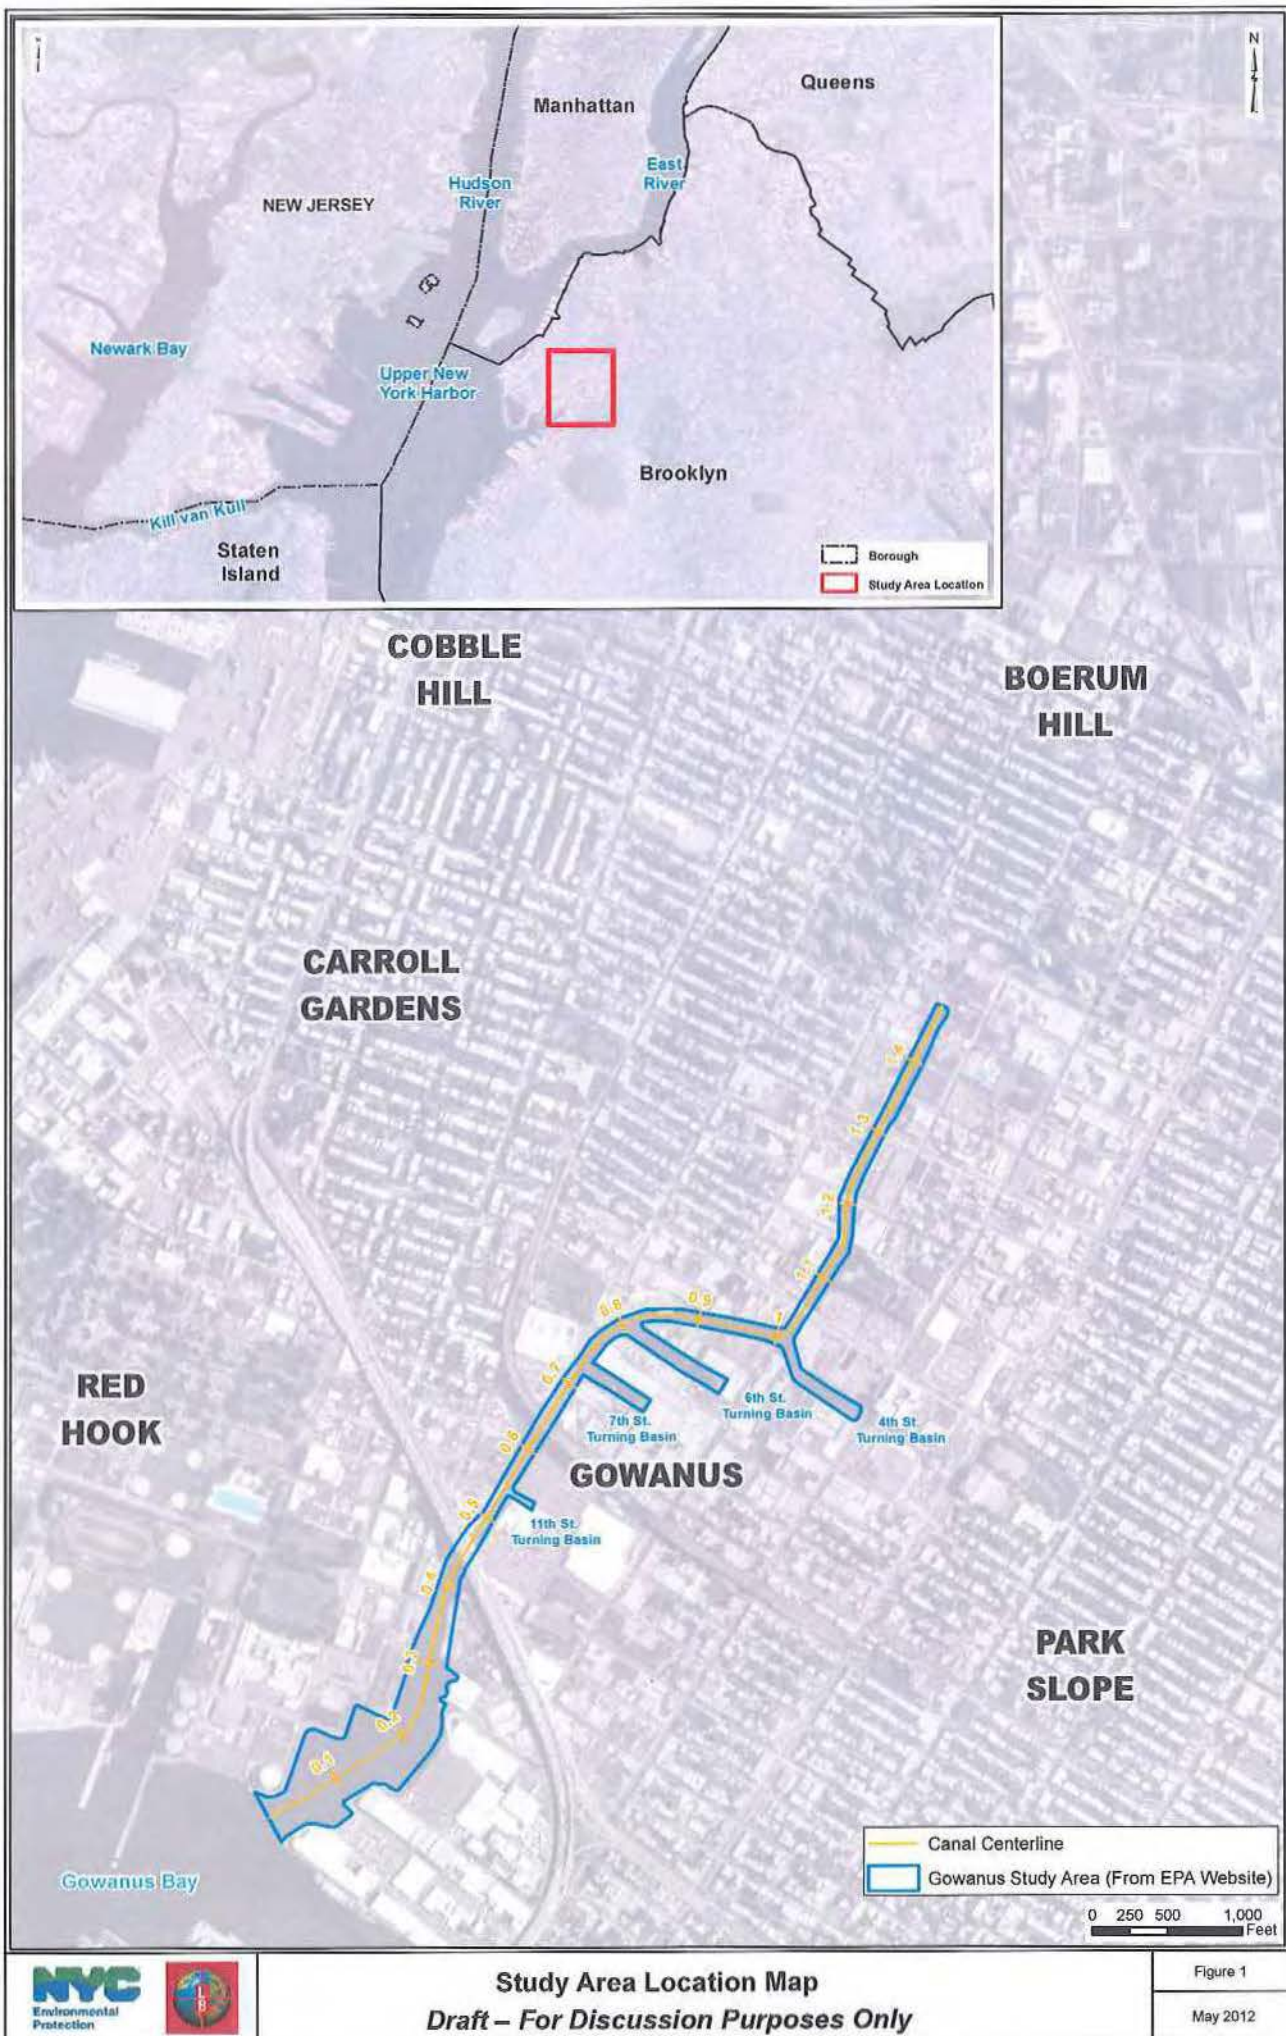 N
Queens
Manhattan
East
River
Hudson
River
NEW JERSEY
Newark Bay
Upper New
York Harbor
Brooklyn
Kill van Kull
Staten
Island
Borough
Study Area Location
COBBLE
HILL
BOERUM
HILL
CARROLL
GARDENS
1.4
1.3
1.2
1.1
1
0.9
0.8
0.7
0.6
0.5
0.4
0.3
0.2
0.1
RED
HOOK
6th St.
Turning Basin
7th St.
Turning Basin
4th St.
Turning Basin
GOWANUS
11th St.
Turning Basin
PARK
SLOPE
Gowanus Bay
Canal Centerline
Gowanus Study Area (From EPA Website)
0 250 500 1,000
Feet
NYC
Environmental
Protection
LB
Study Area Location Map
Draft – For Discussion Purposes Only
Figure 1
May 2012